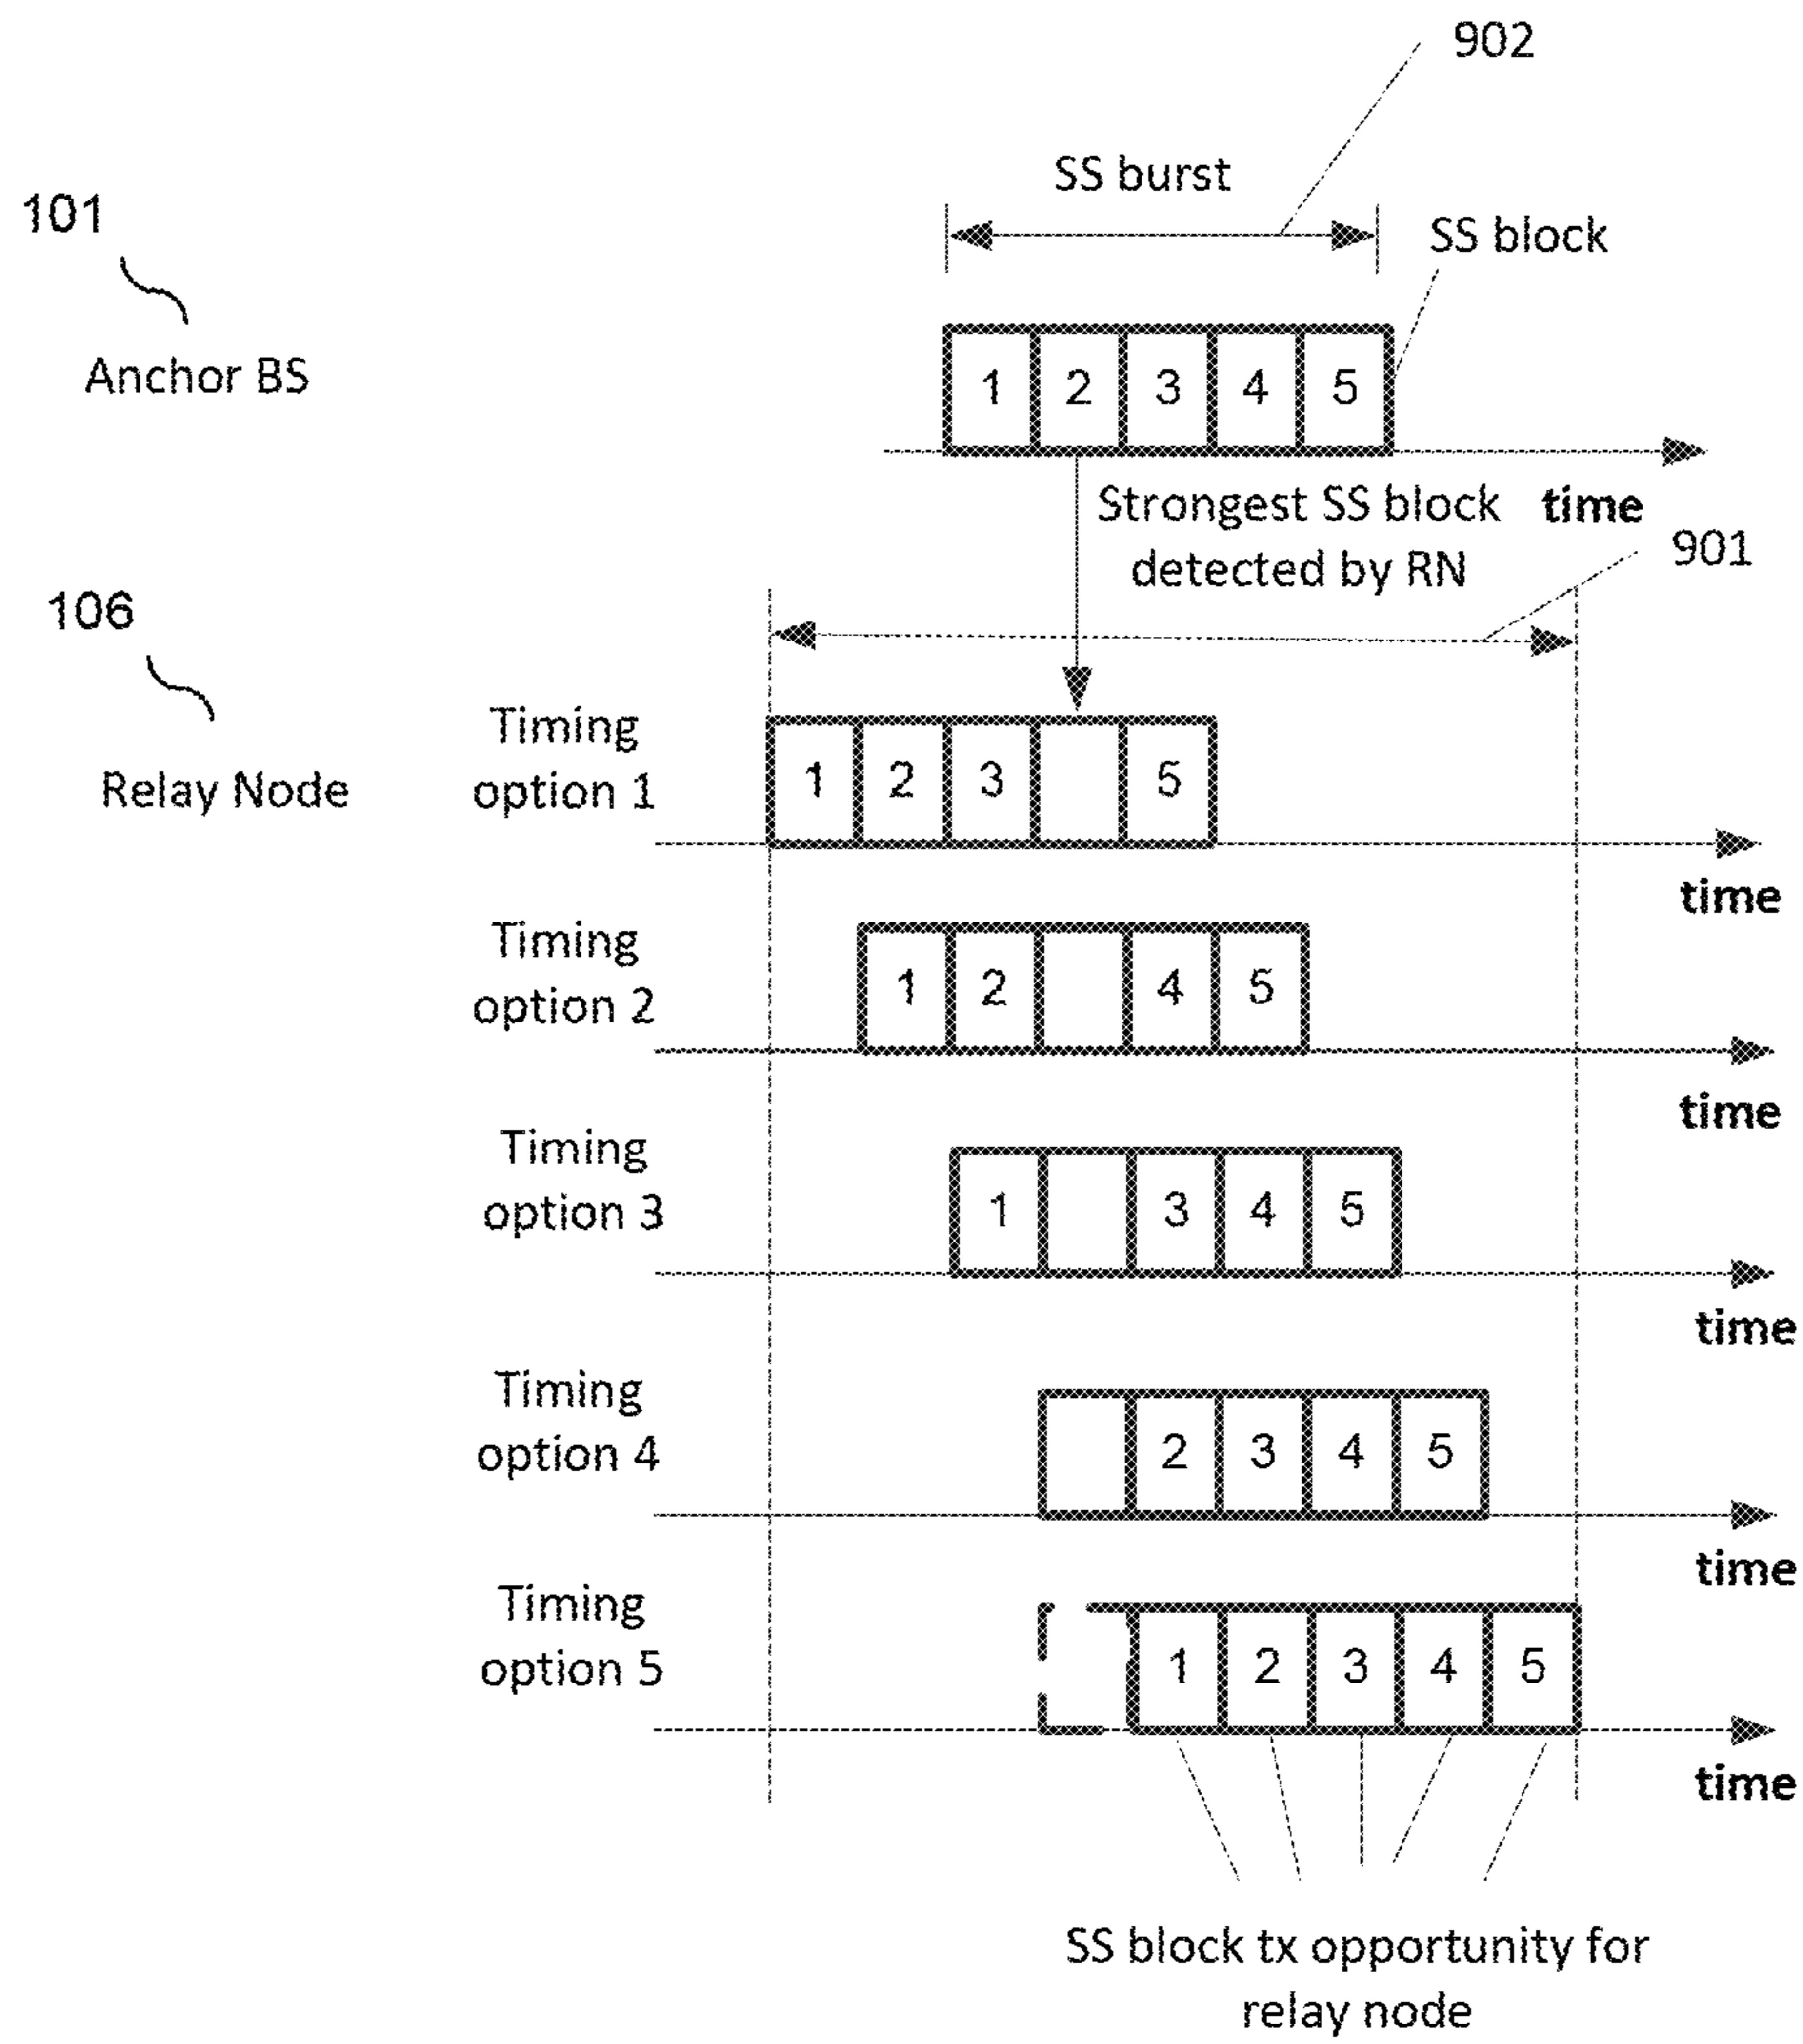 902
SS burst
101
SS block
Anchor BS
1 2 3 4 5
Strongest SS block time
detected by RN
901
106
Timing
option 1
Relay Node
1 2 3 5
time
Timing
option 2
1 2 4 5
time
Timing
option 3
1 3 4 5
time
Timing
option 4
2 3 4 5
time
Timing
option 5
1 2 3 4 5
time
SS block tx opportunity for
relay node